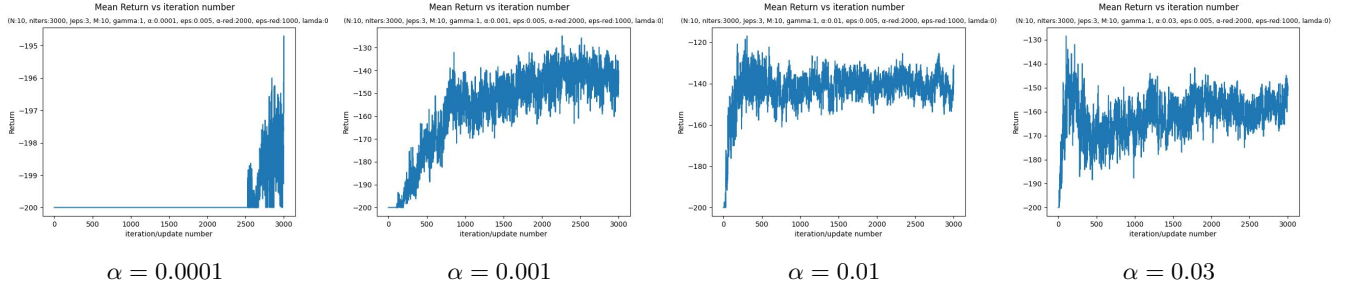 Mean Return vs iteration number
(N:10, nIters:3000, Jeps:3, M:10, gamma:1, α:0.0001, eps:0.005, α-red:2000, eps-red:1000, lamda:0
Return
−195
−196
−197
−198
−199
−200
0 500 1000 1500 2000 2500 3000
iteration/update number
α = 0.0001
Mean Return vs iteration number
(N:10, nIters:3000, Jeps:3, M:10, gamma:1, α:0.001, eps:0.005, α-red:2000, eps-red:1000, lamda:0)
Return
−130
−140
−150
−160
−170
−180
−190
−200
0 500 1000 1500 2000 2500 3000
iteration/update number
α = 0.001
Mean Return vs iteration number
(N:10, nIters:3000, Jeps:3, M:10, gamma:1, α:0.01, eps:0.005, α-red:2000, eps-red:1000, lamda:0)
Return
−120
−140
−160
−180
−200
0 500 1000 1500 2000 2500 3000
iteration/update number
α = 0.01
Mean Return vs iteration number
(N:10, nIters:3000, Jeps:3, M:10, gamma:1, α:0.03, eps:0.005, α-red:2000, eps-red:1000, lamda:0)
Return
−130
−140
−150
−160
−170
−180
−190
−200
0 500 1000 1500 2000 2500 3000
iteration/update number
α = 0.03